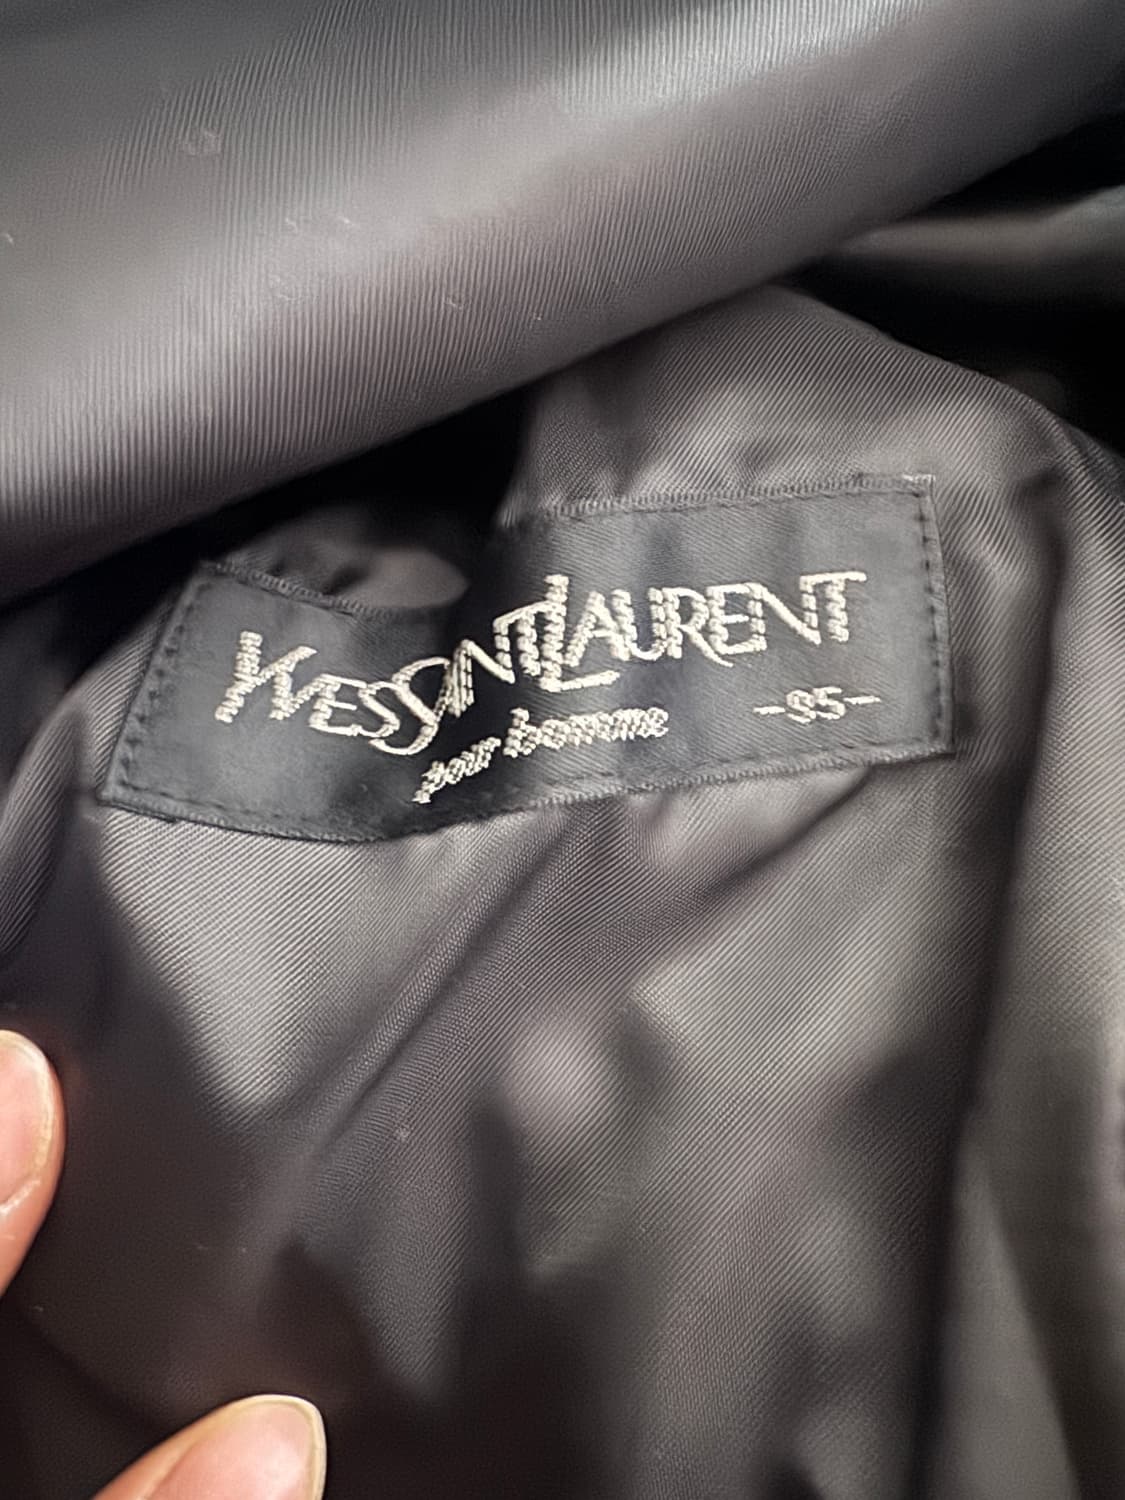 YVESSAINTLAURENT
pour homme
-95-